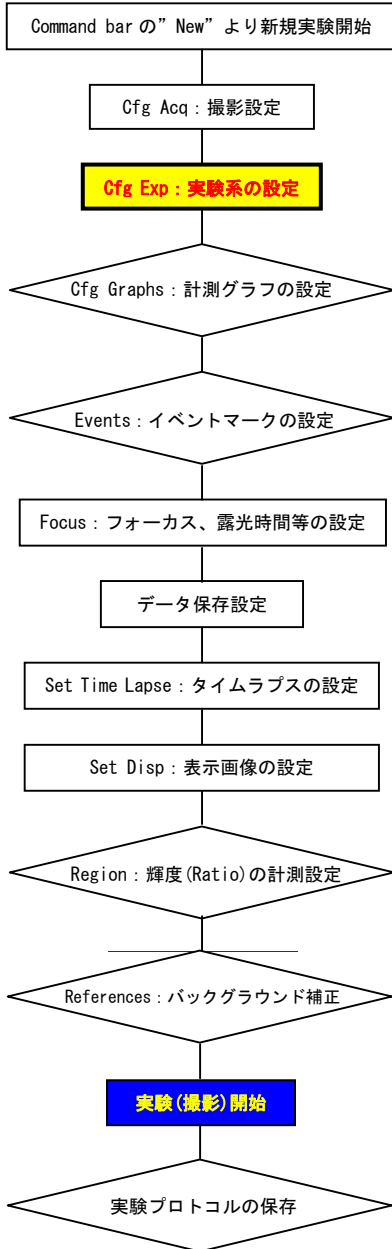 Command bar の”New”より新規実験開始
Cfg Acq：撮影設定
Cfg Exp：実験系の設定
Cfg Graphs：計測グラフの設定
Events：イベントマークの設定
Focus：フォーカス、露光時間等の設定
データ保存設定
Set Time Lapse：タイムラプスの設定
Set Disp：表示画像の設定
Region：輝度(Ratio)の計測設定
References：バックグラウンド補正
実験(撮影)開始
実験プロトコルの保存